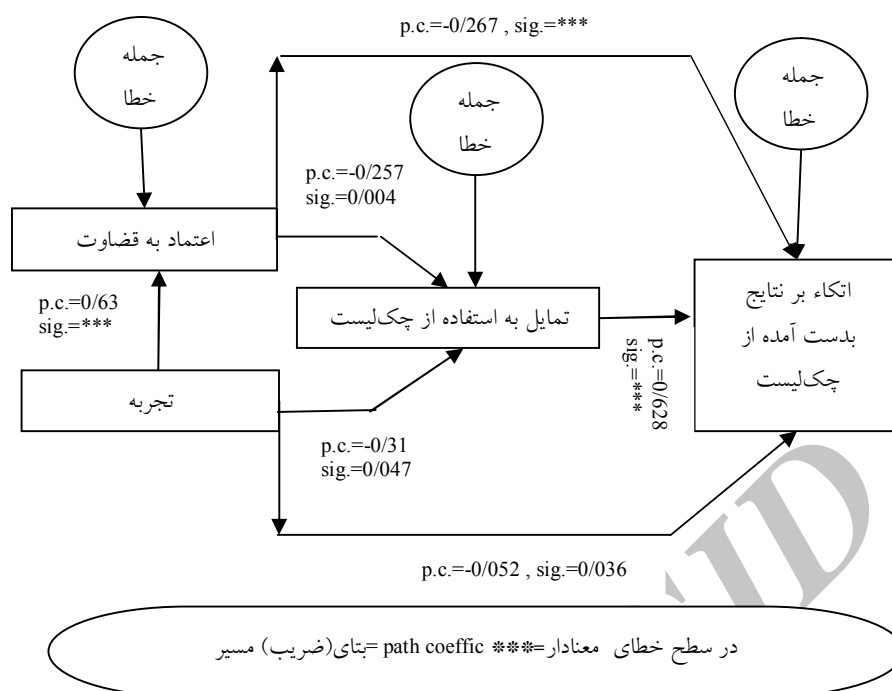 p.c.=-0/267 , sig.=***
جمله
خطا
جمله
خطا
جمله
خطا
p.c.=-0/257
sig.=0/004
اعتماد به قضاوت
p.c.=0/63
sig.=***
تمایل به استفاده از چک‌لیست
اتکاء بر نتایج
بدست آمده از
چک‌لیست
p.c.=0/628
sig.=***
تجربه
p.c.=-0/31
sig.=0/047
p.c.=-0/052 , sig.=0/036
در سطح خطای معنادار=*** path coeffic =بتای(ضریب) مسیر